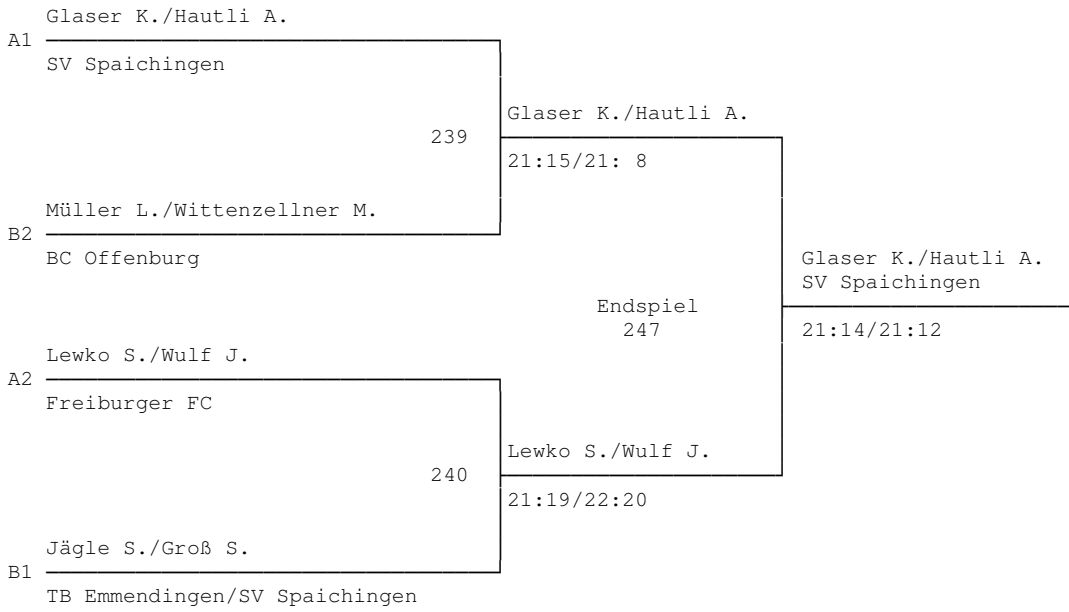 Glaser K./Hautli A.
A1
SV Spaichingen
Glaser K./Hautli A.
239
21:15/21: 8
Müller L./Wittenzellner M.
B2
BC Offenburg
Glaser K./Hautli A.
SV Spaichingen
Endspiel
247
21:14/21:12
Lewko S./Wulf J.
A2
Freiburger FC
Lewko S./Wulf J.
240
21:19/22:20
Jägle S./Groß S.
B1
TB Emmendingen/SV Spaichingen